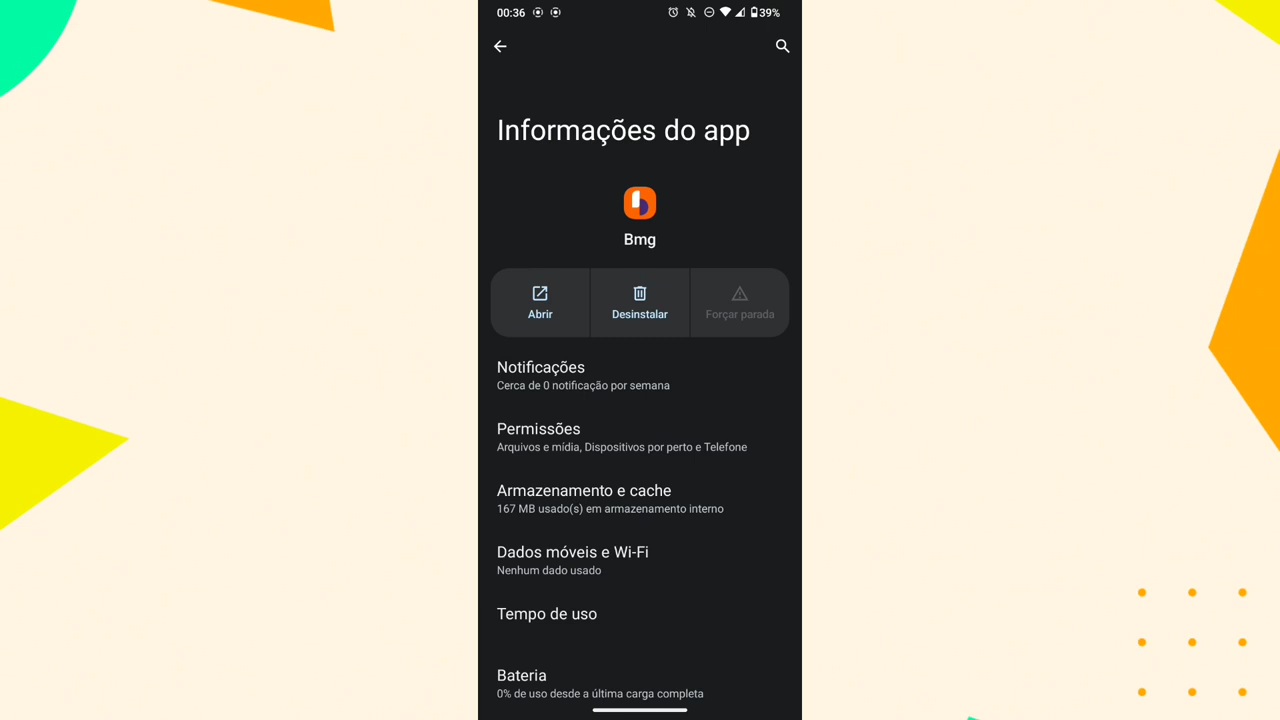 00:36
39%
Informações do app
Bmg
Abrir
Desinstalar
Forçar parada
Notificações
Cerca de 0 notificação por semana
Permissões
Arquivos e mídia, Dispositivos por perto e Telefone
Armazenamento e cache
167 MB usado(s) em armazenamento interno
Dados móveis e Wi-Fi
Nenhum dado usado
Tempo de uso
Bateria
0% de uso desde a última carga completa